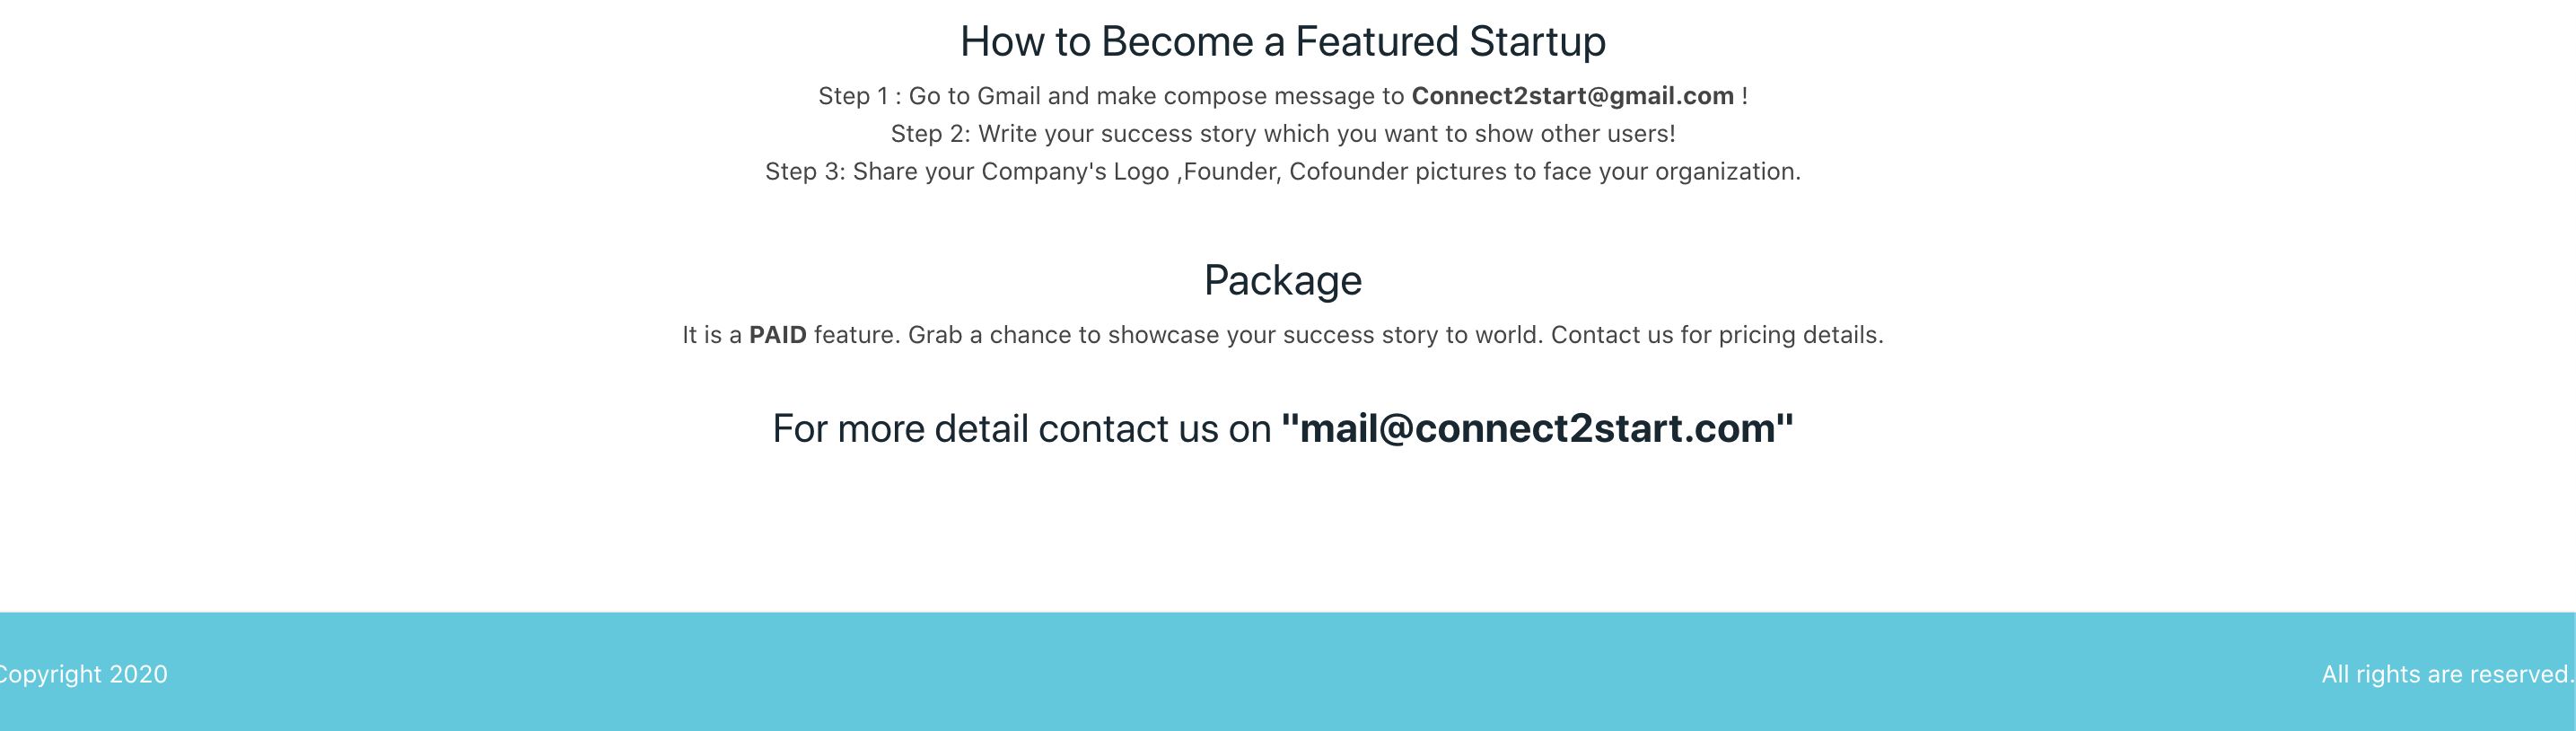 How to Become a Featured Startup
Step 1 : Go to Gmail and make compose message to Connect2start@gmail.com !
Step 2: Write your success story which you want to show other users!
Step 3: Share your Company's Logo ,Founder, Cofounder pictures to face your organization.
Package
It is a PAID feature. Grab a chance to showcase your success story to world. Contact us for pricing details.
For more detail contact us on "mail@connect2start.com"
Copyright 2020
All rights are reserved.